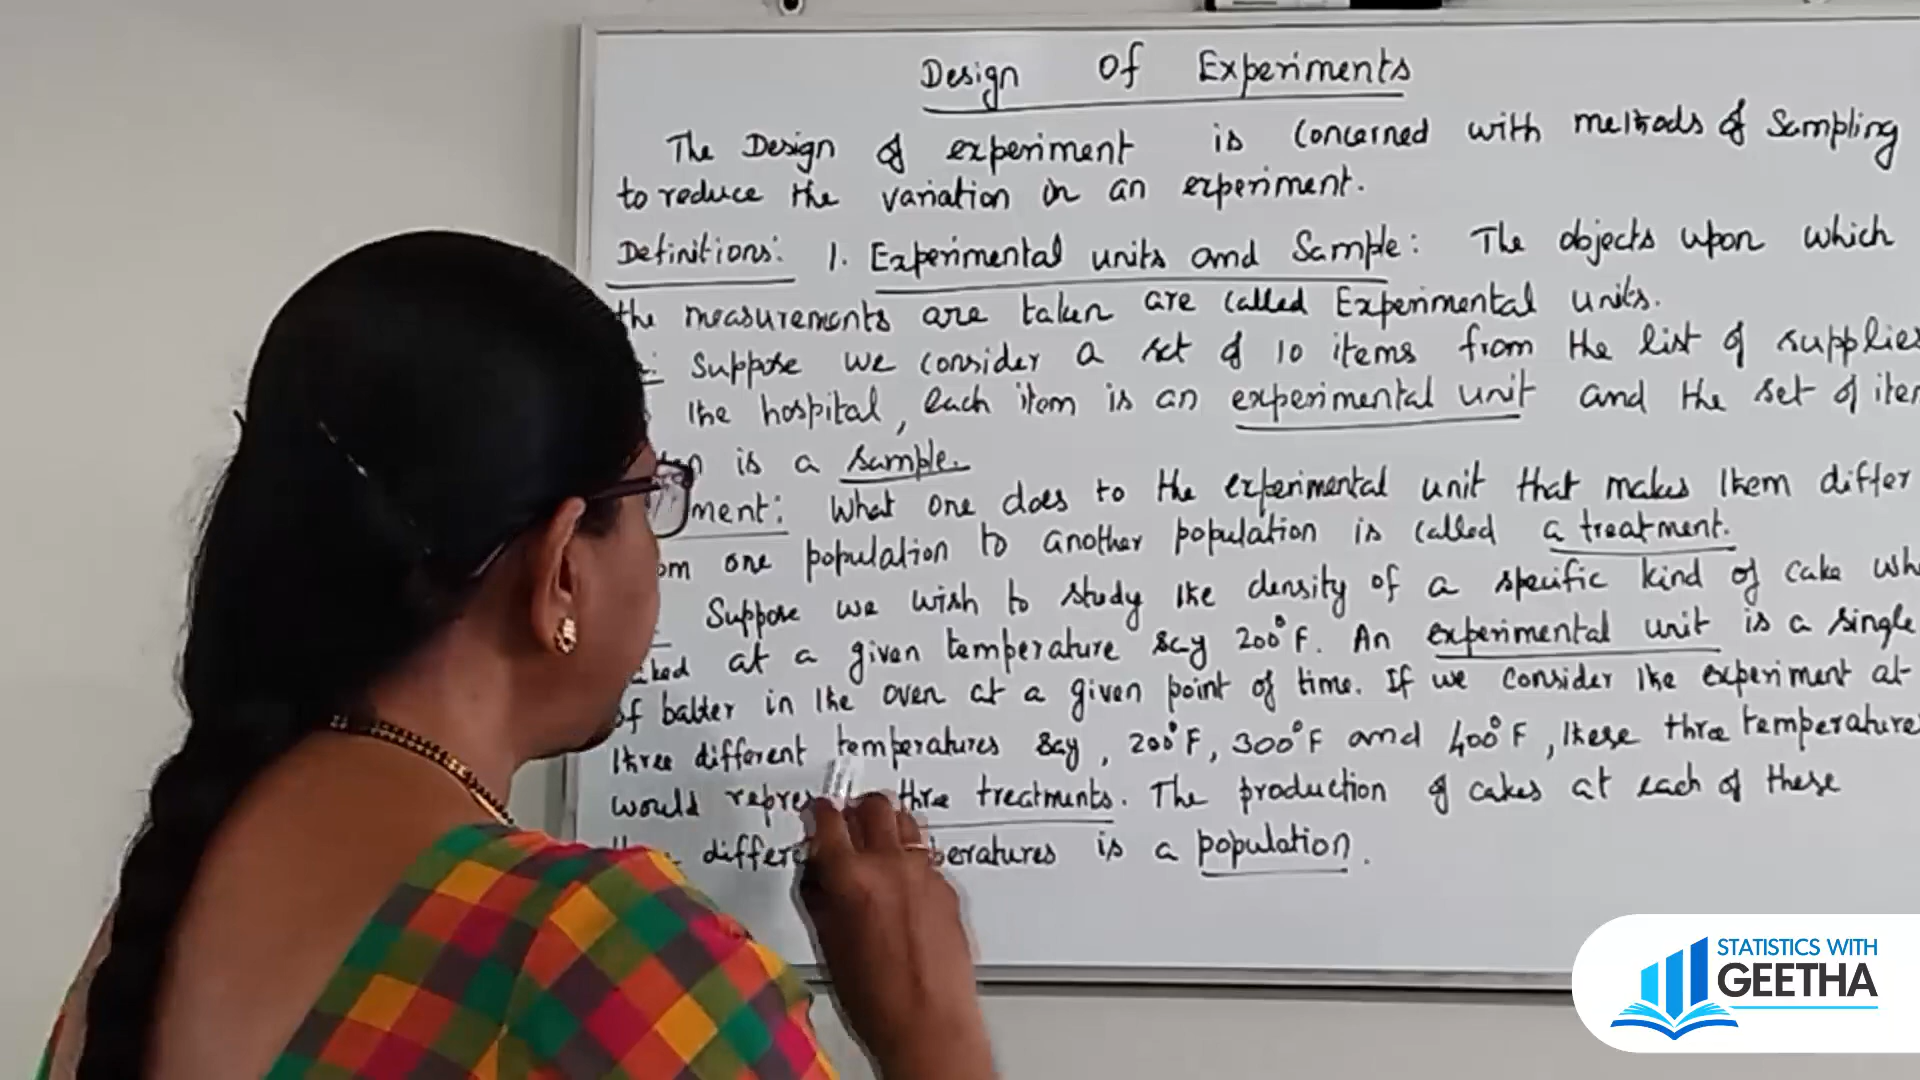 Design Of Experiments
The Design of experiment is concerned with methods of Sampling
to reduce the variation in an experiment.
Definitions: 1. Experimental units and Sample: The objects upon which
the measurements are taken are called Experimental units.
Suppose we consider a set of 10 items from the list of supplies
the hospital, each item is an experimental unit and the set of
is a sample.
ment: What one does to the experimental unit that makes them differ
om one population to another population is called a treatment.
Suppose we wish to study the density of a specific kind of cake
at a given temperature say 200°F. An experimental unit is a single
of batter in the oven at a given point of time. If we consider the experiment at
three different temperatures say, 200°F, 300°F and 400°F, these three temperature
would repres three treatments. The production of cakes at each of these
differe peratures is a population.
STATISTICS WITH
GEETHA